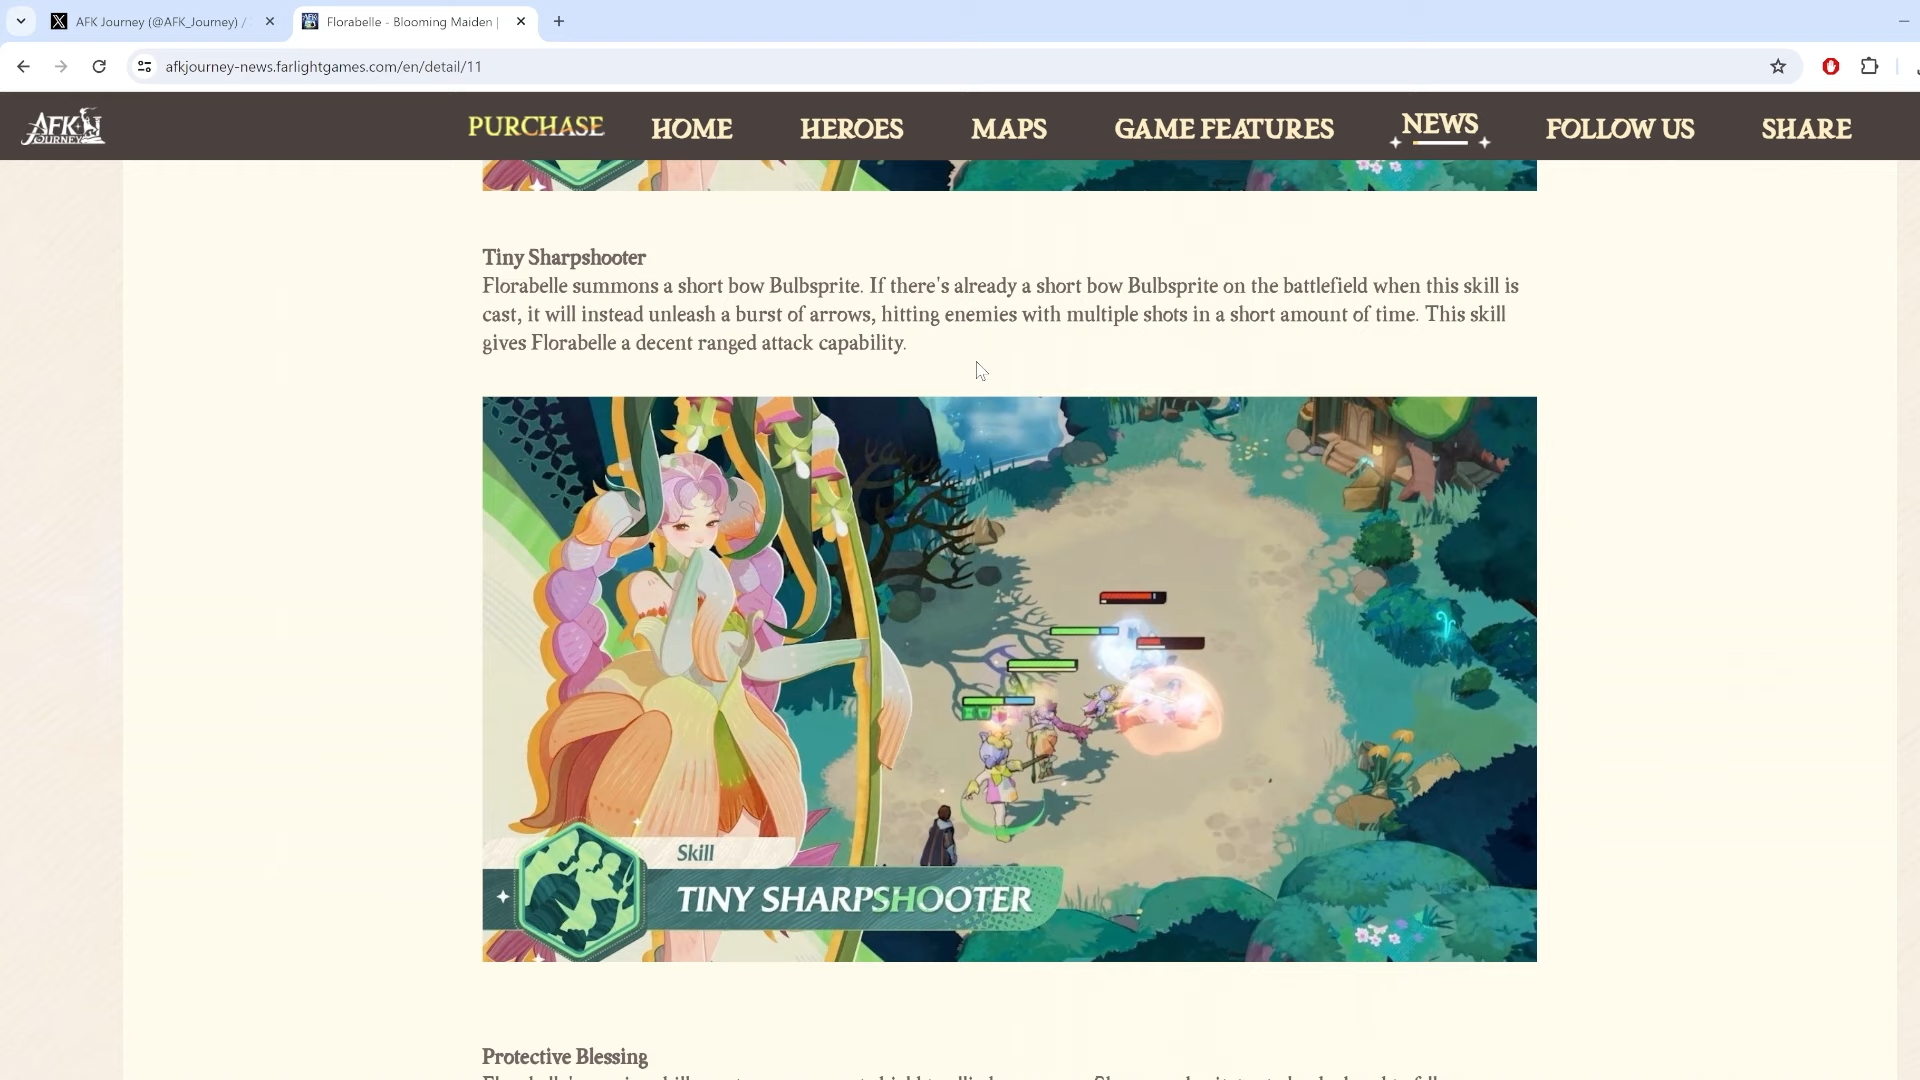 AFK Journey (@AFK_Journey) /
Florabelle - Blooming Maiden |
afkjourney-news.farlightgames.com/en/detail/11
AFK JOURNEY
PURCHASE
HOME
HEROES
MAPS
GAME FEATURES
NEWS
FOLLOW US
SHARE
Tiny Sharpshooter
Florabelle summons a short bow Bulbsprite. If there's already a short bow Bulbsprite on the battlefield when this skill is
cast, it will instead unleash a burst of arrows, hitting enemies with multiple shots in a short amount of time. This skill
gives Florabelle a decent ranged attack capability.
Skill
TINY SHARPSHOOTER
Protective Blessing